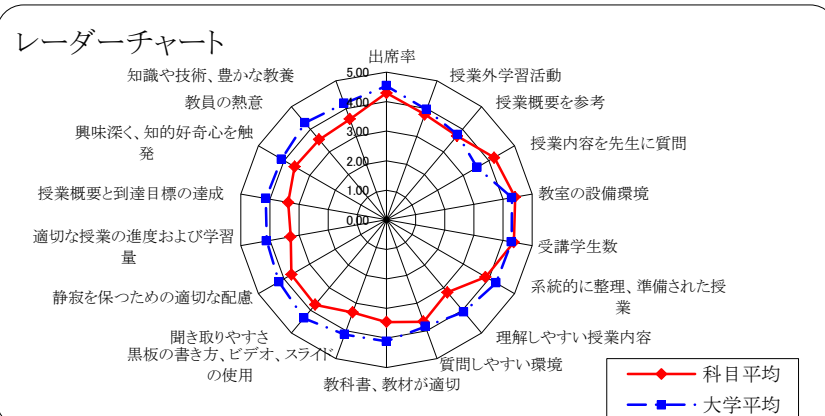 レーダーチャート
出席率
授業外学習活動
授業概要を参考
授業内容を先生に質問
教室の設備環境
受講学生数
系統的に整理、準備された授
業
理解しやすい授業内容
質問しやすい環境
教科書、教材が適切
黒板の書き方、ビデオ、スライド
の使用
聞き取りやすさ
静寂を保つための適切な配慮
適切な授業の進度および学習
量
授業概要と到達目標の達成
興味深く、知的好奇心を触
発
教員の熱意
知識や技術、豊かな教養
5.00
4.00
3.00
2.00
1.00
0.00
科目平均
大学平均